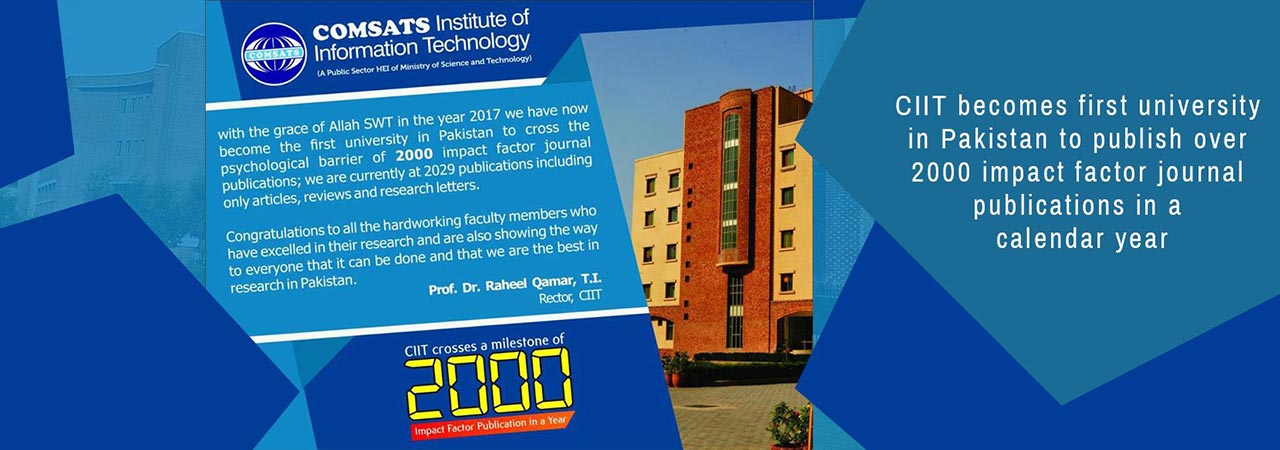 COMSATS Institute of
Information Technology
(A Public Sector HEI of Ministry of Science and Technology)
COMSATS
with the grace of Allah SWT in the year 2017 we have now
become the first university in Pakistan to cross the
psychological barrier of 2000 impact factor journal
publications; we are currently at 2029 publications including
only articles, reviews and research letters.
Congratulations to all the hardworking faculty members who
have excelled in their research and are also showing the way
to everyone that it can be done and that we are the best in
research in Pakistan.
Prof. Dr. Raheel Qamar, T.I.
Rector, CIIT
CIIT crosses a milestone of
2000
Impact Factor Publication in a Year
CIIT becomes first university
in Pakistan to publish over
2000 impact factor journal
publications in a
calendar year